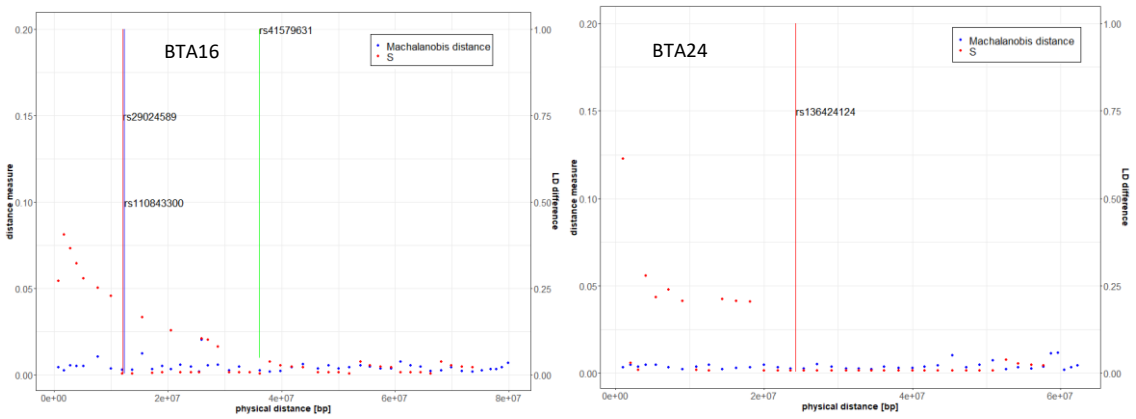 BTA16
rs41579631
Machalanobis distance
S
rs29024589
rs110843300
distance measure
0.20
0.15
0.10
0.05
0.00
LD difference
1.00
0.75
0.50
0.25
0.00
0e+00
2e+07
4e+07
6e+07
8e+07
physical distance [bp]
BTA24
Machalanobis distance
S
rs136424124
distance measure
0.20
0.15
0.10
0.05
0.00
LD difference
1.00
0.75
0.50
0.25
0.00
0e+00
2e+07
4e+07
6e+07
physical distance [bp]